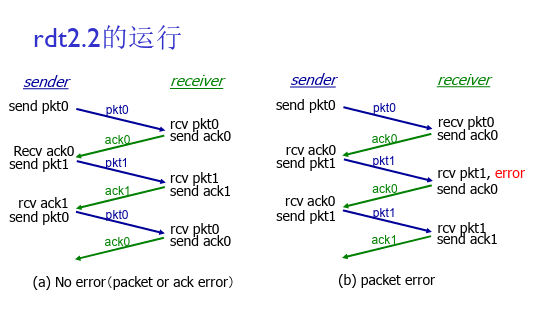 rdt2.2的运行
sender
receiver
send pkt0
pkt0
rcv pkt0
send ack0
ack0
Recv ack0
send pkt1
pkt1
rcv pkt1
send ack1
ack1
rcv ack1
send pkt0
pkt0
rcv pkt0
send ack0
ack0
(a) No error(packet or ack error)
sender
receiver
send pkt0
pkt0
recv pkt0
send ack0
ack0
rcv ack0
send pkt1
pkt1
rcv pkt1, error
send ack0
ack0
rcv ack0
send pkt1
pkt1
rcv pkt1
send ack1
ack1
(b) packet error